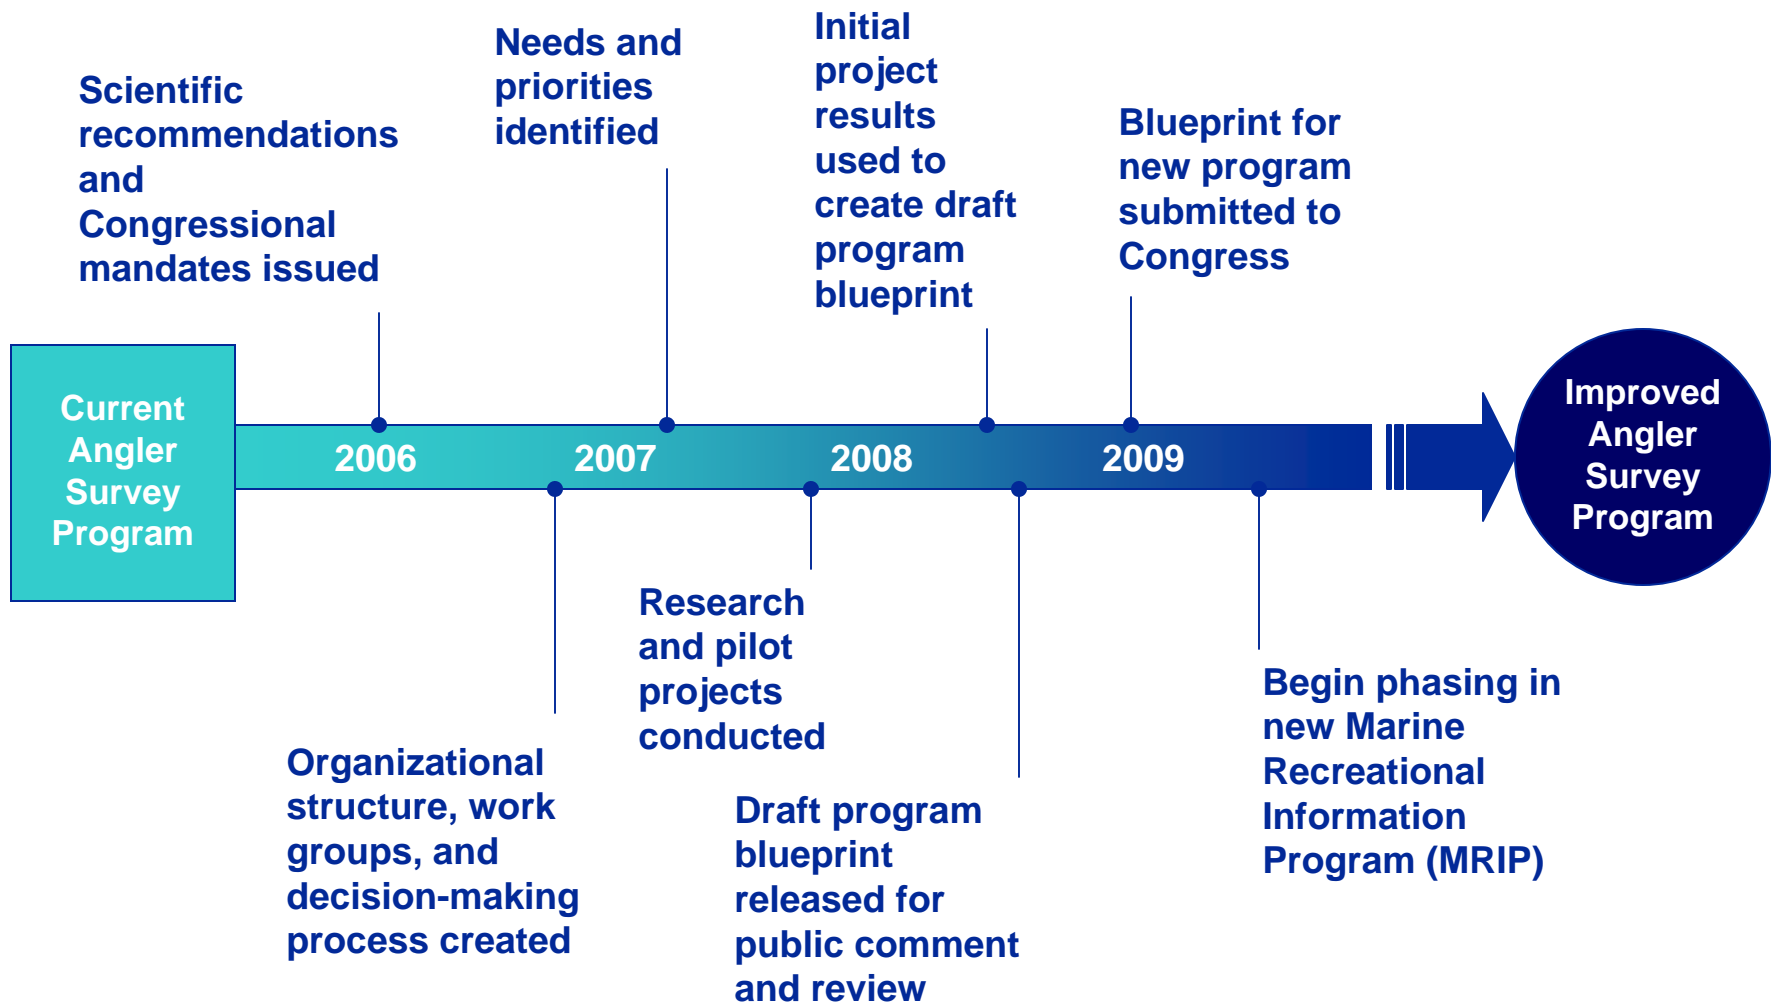 Scientific
recommendations
and
Congressional
mandates issued
Needs and
priorities
identified
Initial
project
results
used to
create draft
program
blueprint
Blueprint for
new program
submitted to
Congress
Current
Angler
Survey
Program
2006
2007
2008
2009
Improved
Angler
Survey
Program
Organizational
structure, work
groups, and
decision-making
process created
Research
and pilot
projects
conducted
Draft program
blueprint
released for
public comment
and review
Begin phasing in
new Marine
Recreational
Information
Program (MRIP)